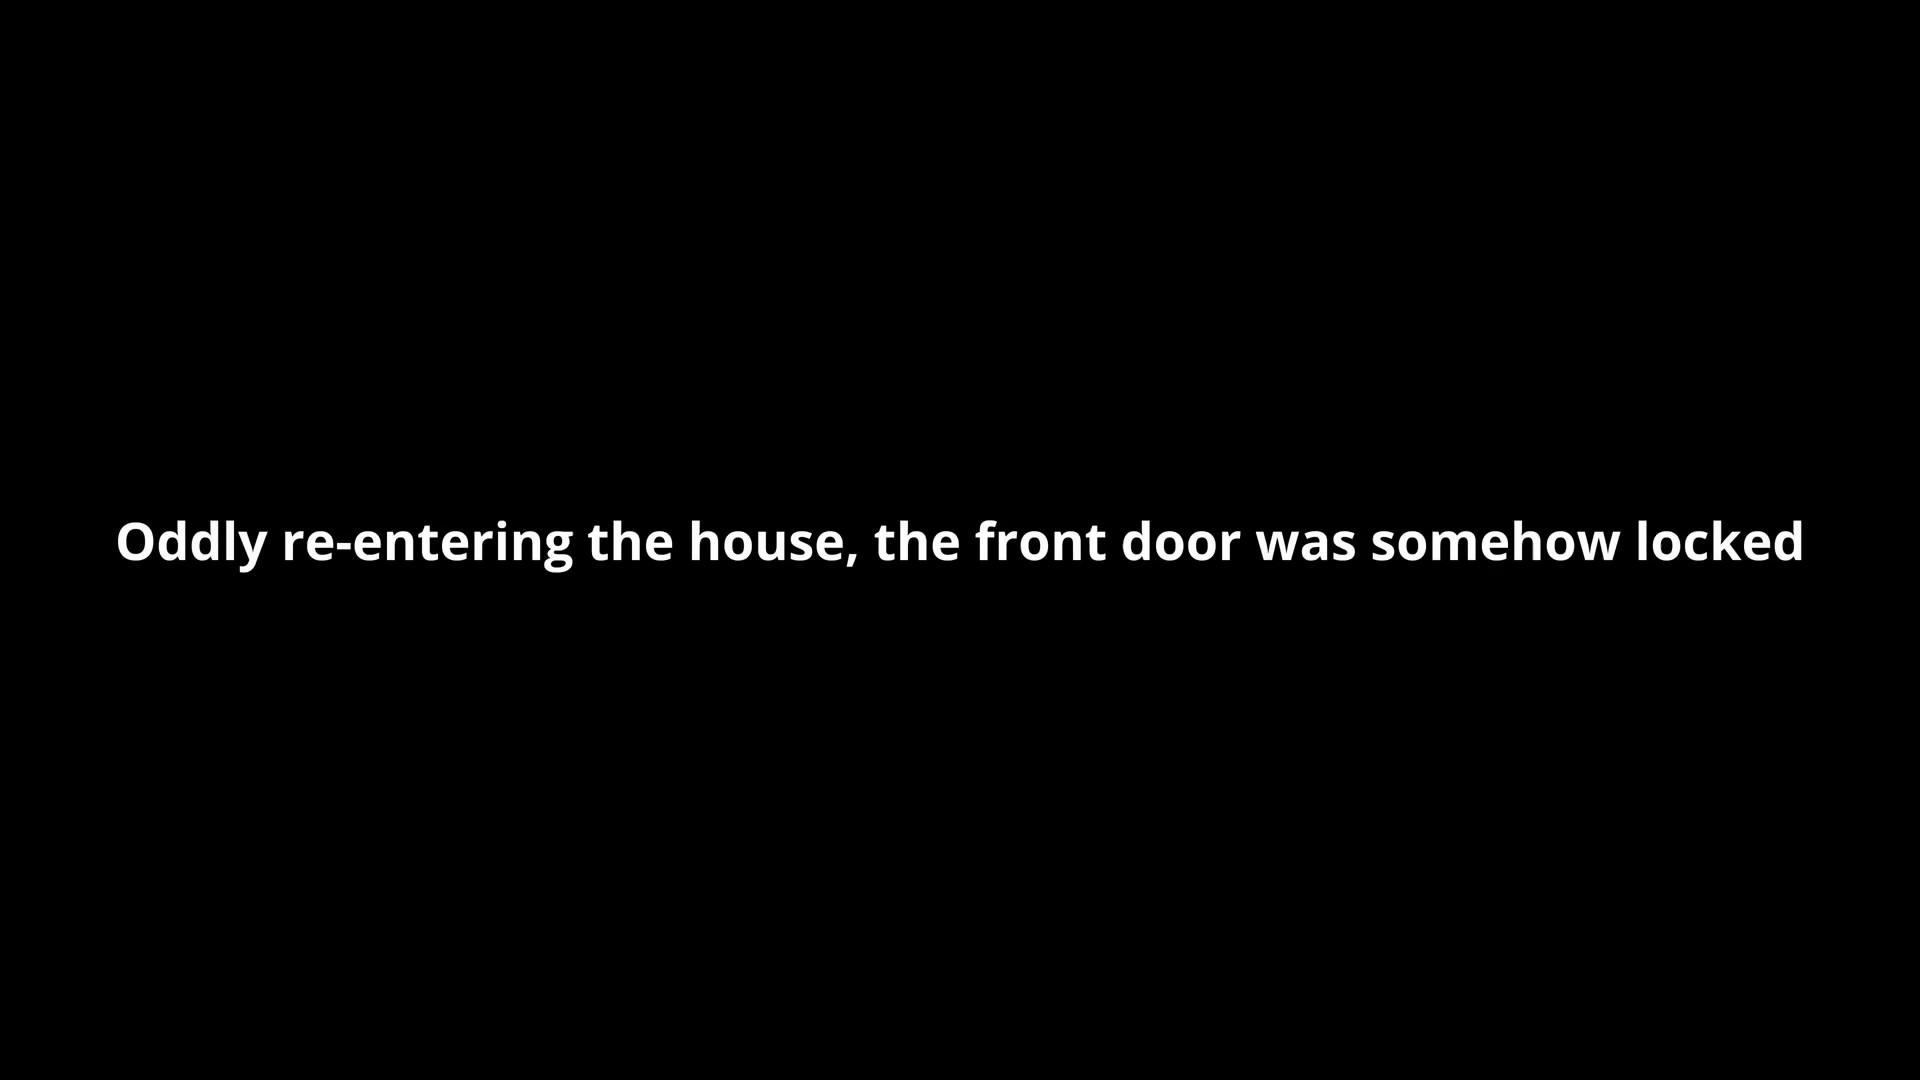 Oddly re-entering the house, the front door was somehow locked